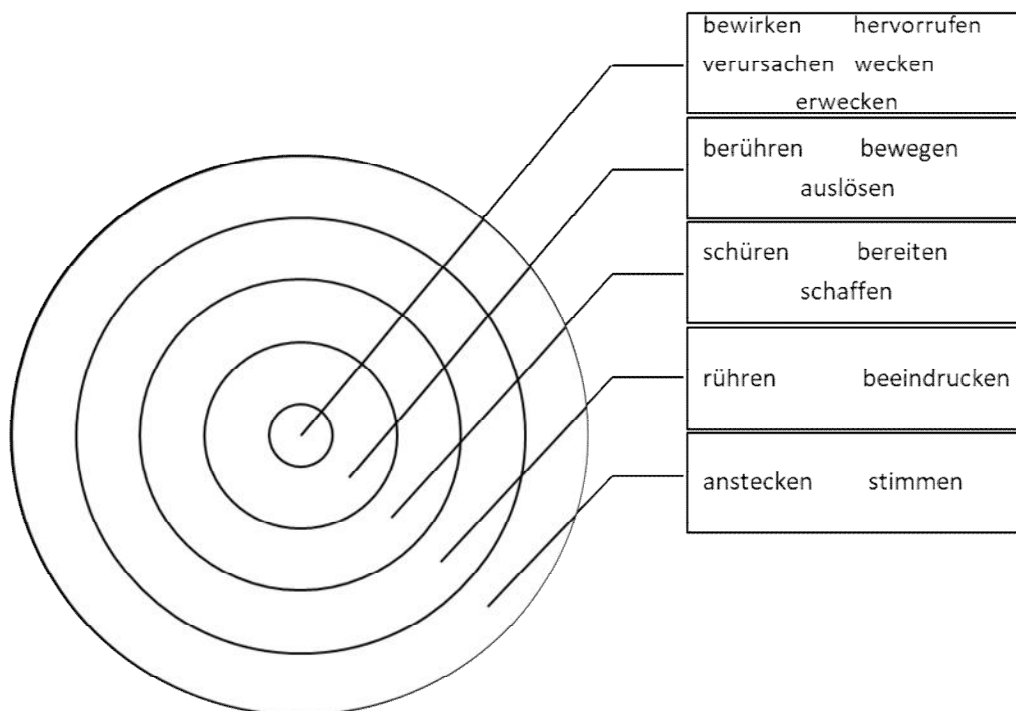 bewirken hervorrufen
verursachen wecken
erwecken
berühren bewegen
auslösen
schüren bereiten
schaffen
rühren beeindrucken
anstecken stimmen